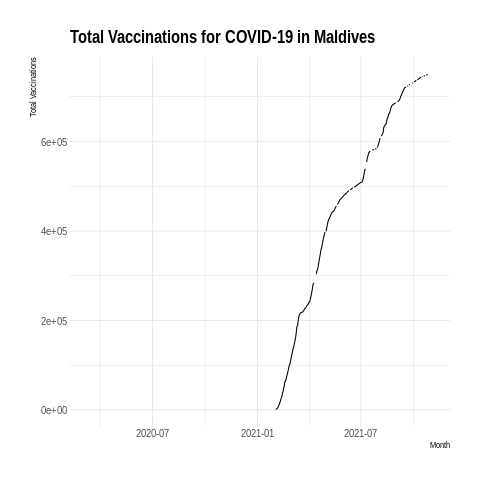 Total Vaccinations for COVID-19 in Maldives
Total Vaccinations
6e+05
4e+05
2e+05
0e+00
2020-07
2021-01
2021-07
Month